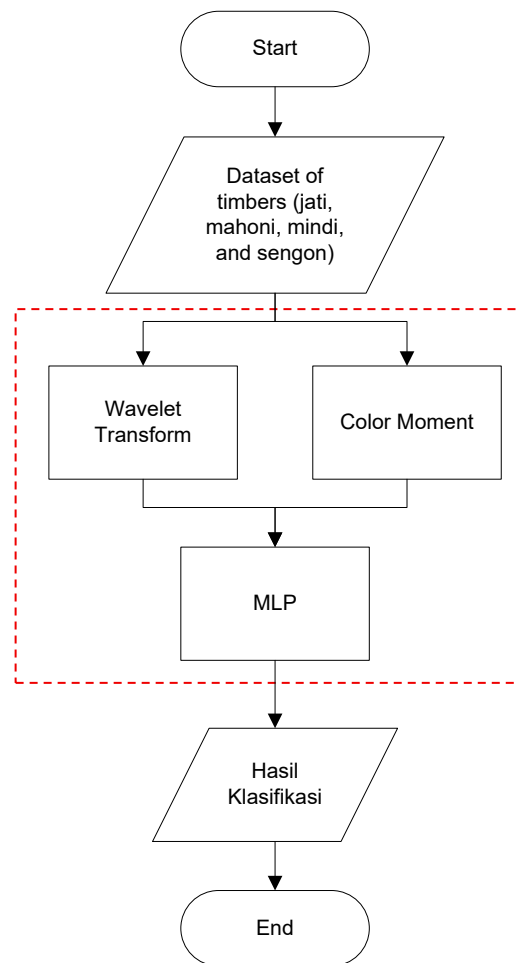 Start
Dataset of
timbers (jati,
mahoni, mindi,
and sengon)
Wavelet
Transform
Color Moment
MLP
Hasil
Klasifikasi
End